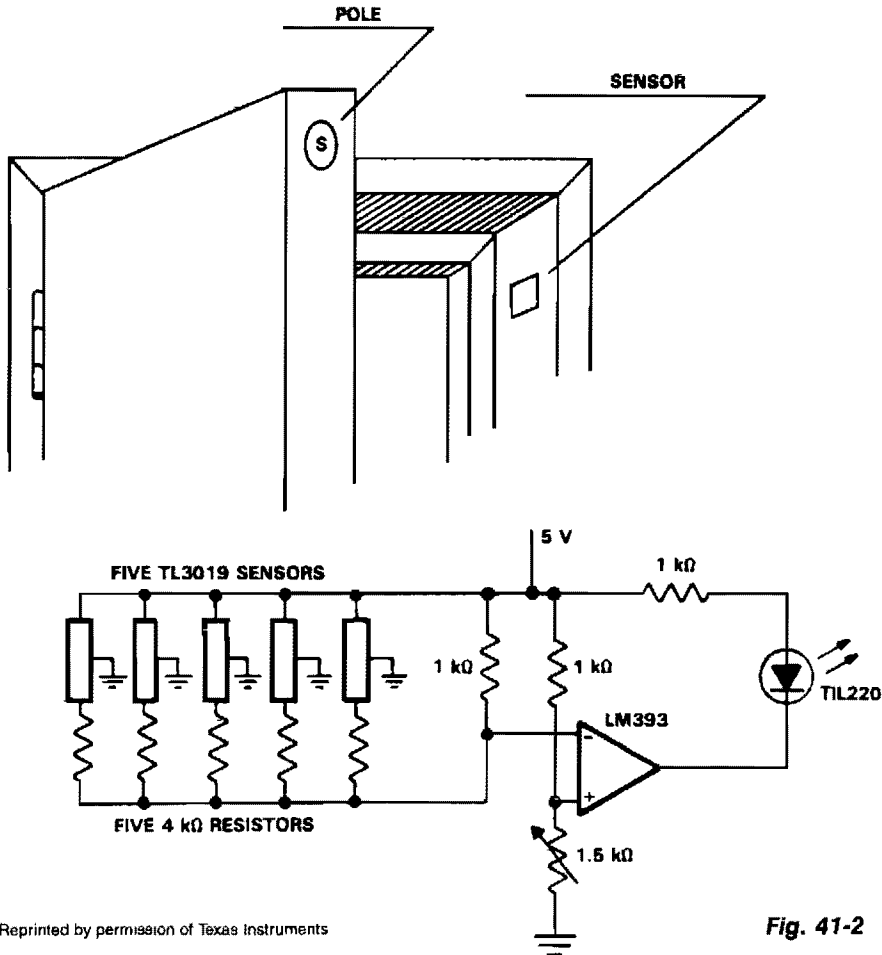 POLE
SENSOR
S
5 V
FIVE TL3019 SENSORS
1 kΩ
1 kΩ
1 kΩ
TIL220
LM393
-
+
FIVE 4 kΩ RESISTORS
1.5 kΩ
Reprinted by permission of Texas Instruments
Fig. 41-2